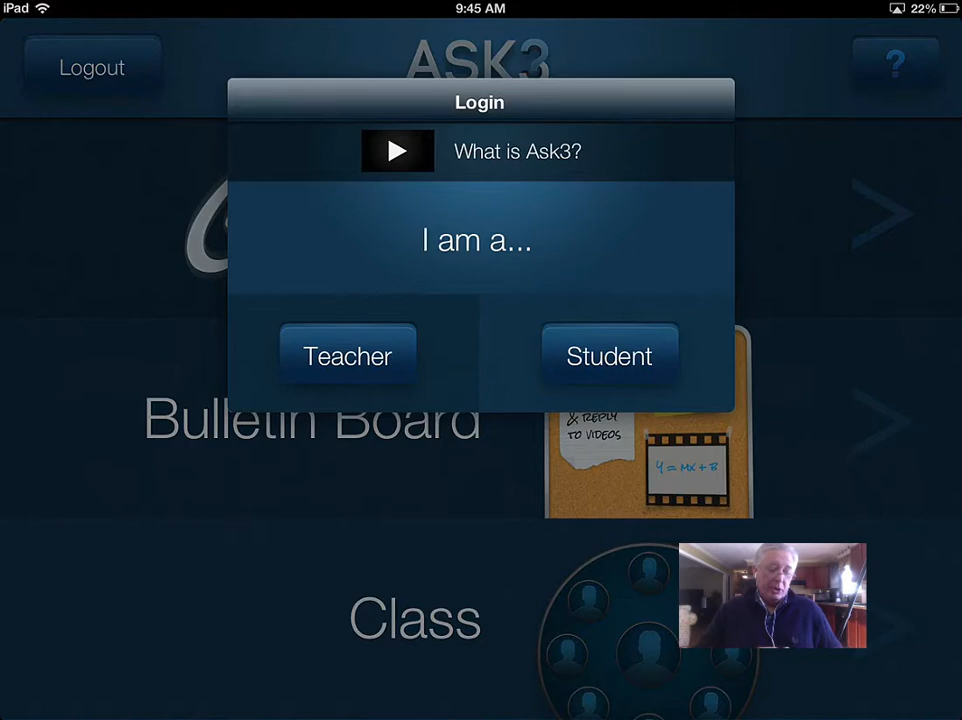 iPad 9:45 AM 22%
Logout ASK3 ?
Login
What is Ask3?
I am a...
Teacher Student
Bulletin Board
& REPLY
TO VIDEOS
Y = MX + B
Class